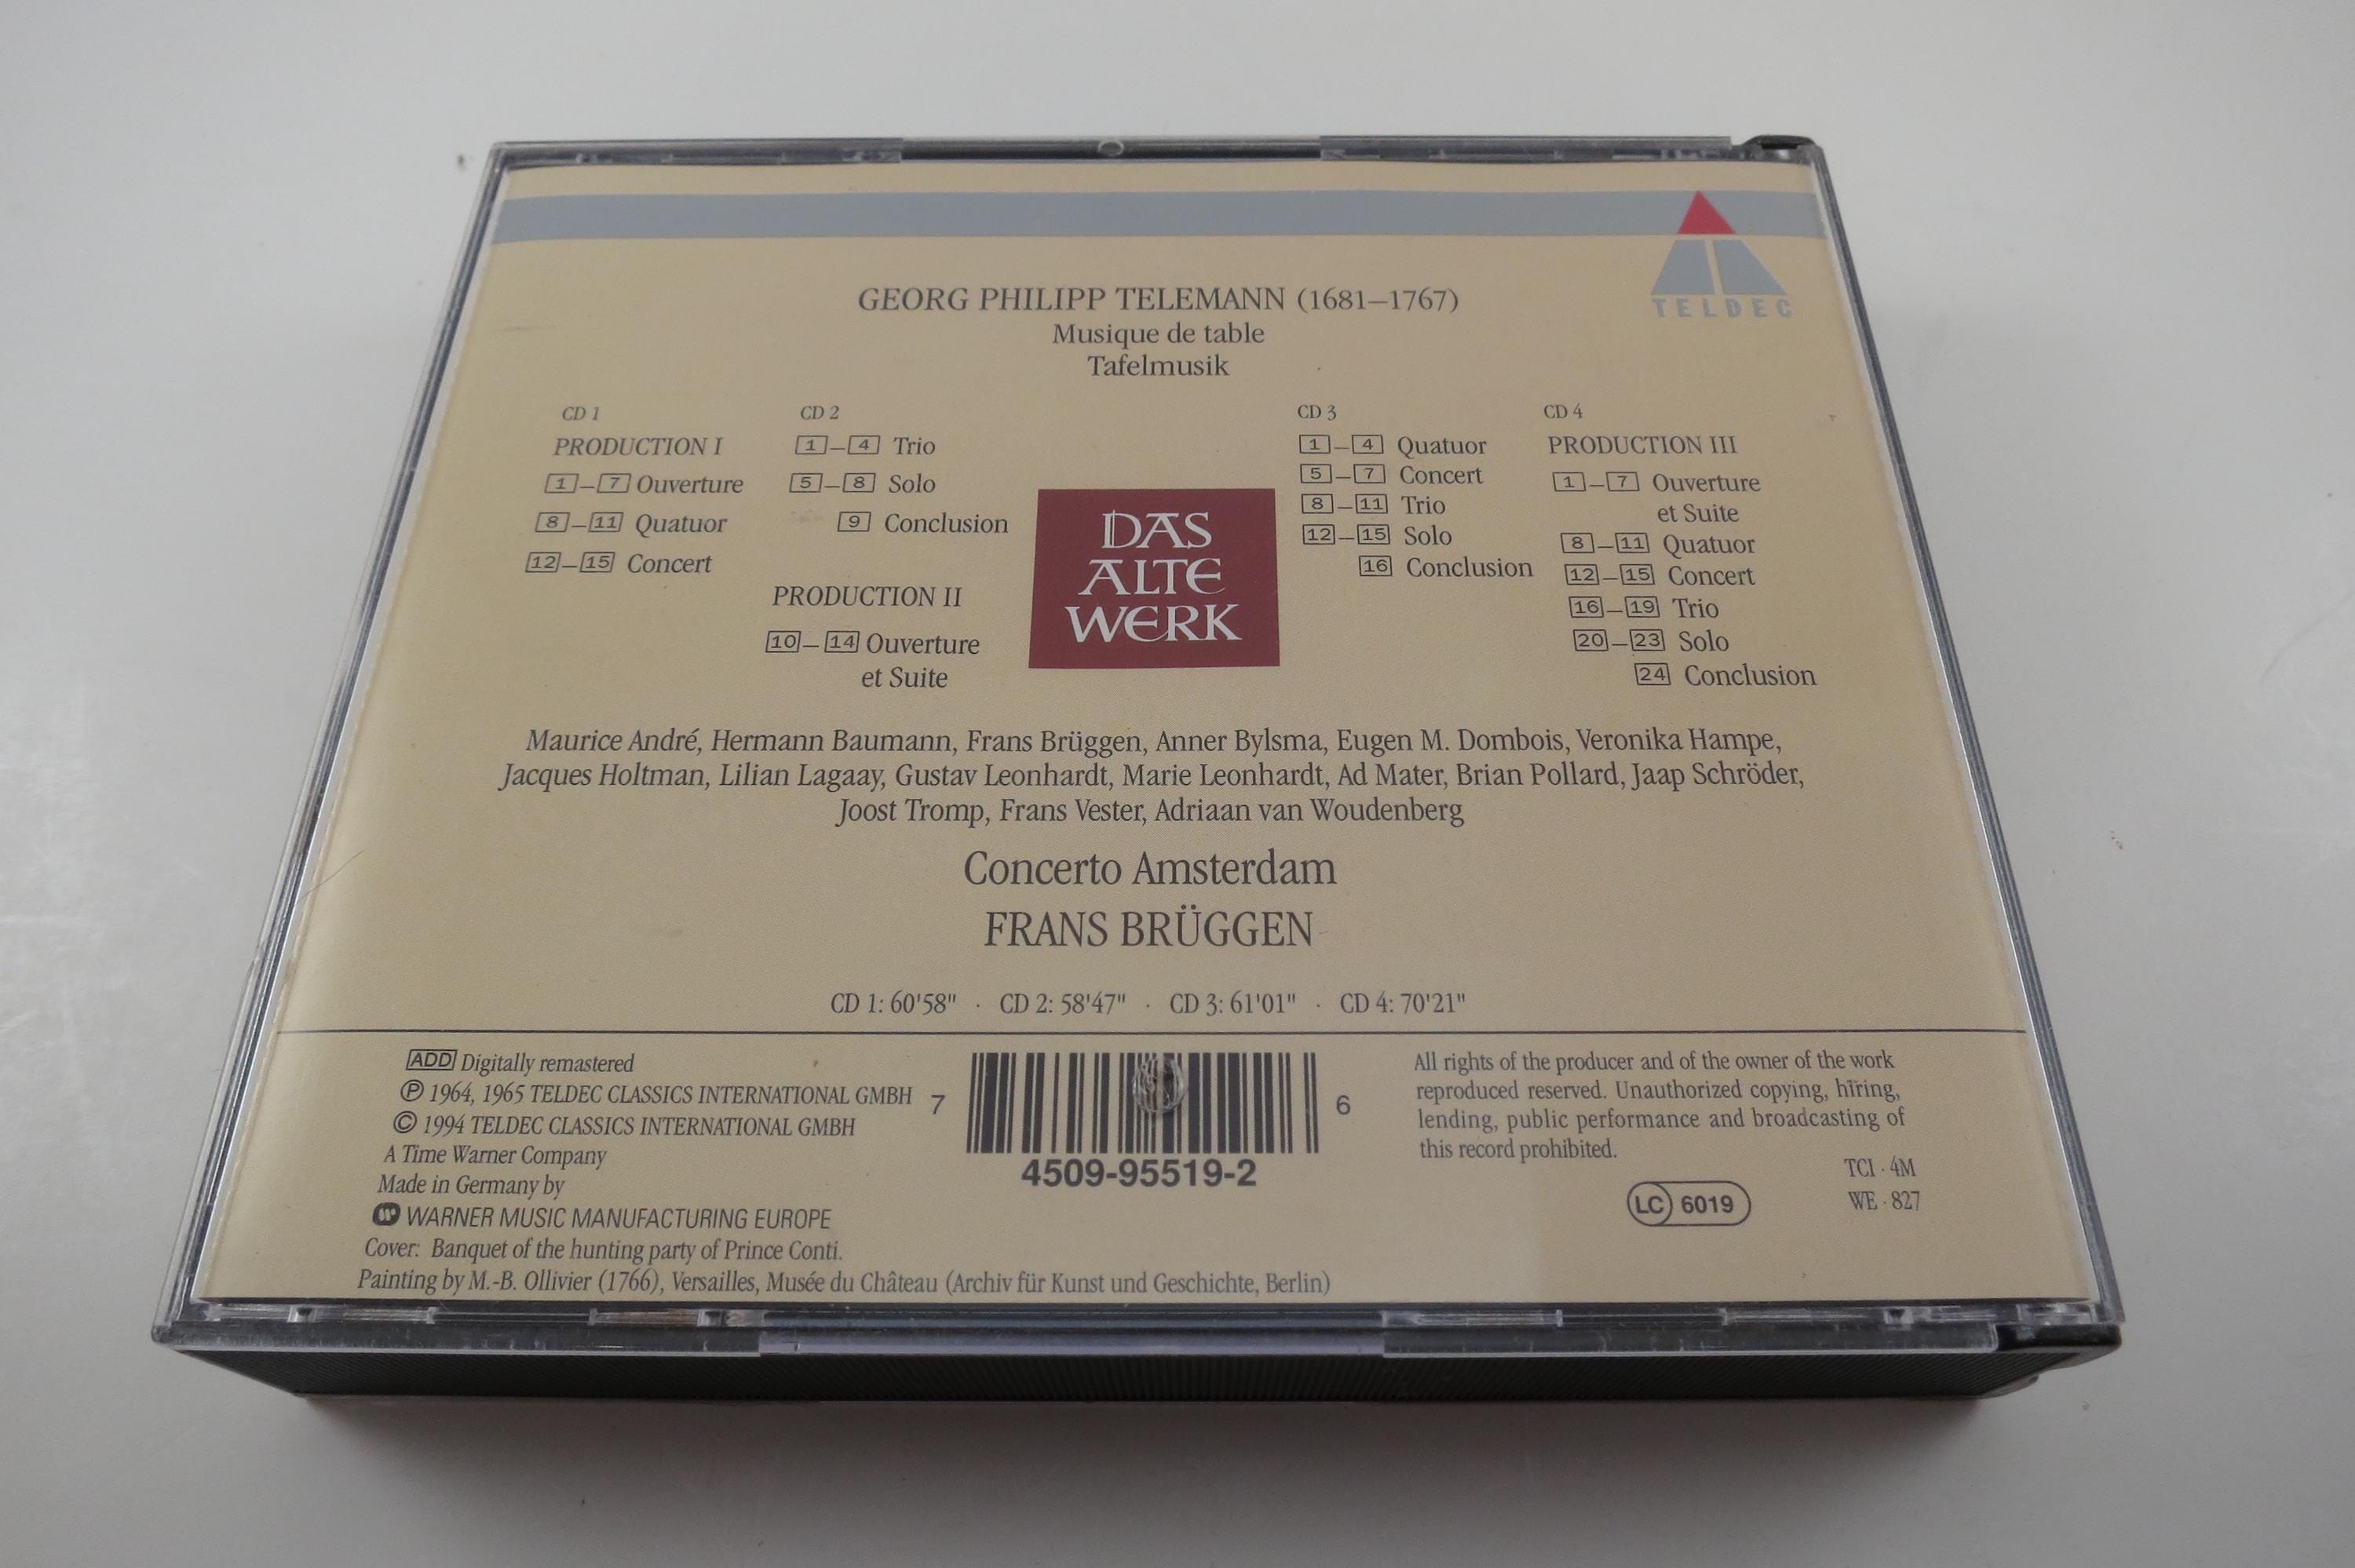 TELDEC
GEORG PHILIPP TELEMANN (1681–1767)
Musique de table
Tafelmusik
CD 1
PRODUCTION I
1–7 Ouverture
8–11 Quatuor
12–15 Concert
CD 2
1–4 Trio
5–8 Solo
9 Conclusion
PRODUCTION II
10–14 Ouverture
et Suite
DAS
ALTE
WERK
CD 3
1–4 Quatuor
5–7 Concert
8–11 Trio
12–15 Solo
16 Conclusion
CD 4
PRODUCTION III
1–7 Ouverture
et Suite
8–11 Quatuor
12–15 Concert
16–19 Trio
20–23 Solo
24 Conclusion
Maurice André, Hermann Baumann, Frans Brüggen, Anner Bylsma, Eugen M. Dombois, Veronika Hampe,
Jacques Holtman, Lilian Lagaay, Gustav Leonhardt, Marie Leonhardt, Ad Mater, Brian Pollard, Jaap Schröder,
Joost Tromp, Frans Vester, Adriaan van Woudenberg
Concerto Amsterdam
FRANS BRÜGGEN
CD 1: 60'58" · CD 2: 58'47" · CD 3: 61'01" · CD 4: 70'21"
ADD Digitally remastered
℗ 1964, 1965 TELDEC CLASSICS INTERNATIONAL GMBH
© 1994 TELDEC CLASSICS INTERNATIONAL GMBH
A Time Warner Company
Made in Germany by
WARNER MUSIC MANUFACTURING EUROPE
Cover: Banquet of the hunting party of Prince Conti.
Painting by M.-B. Ollivier (1766), Versailles, Musée du Château (Archiv für Kunst und Geschichte, Berlin)
7 6
4509-95519-2
All rights of the producer and of the owner of the work
reproduced reserved. Unauthorized copying, hiring,
lending, public performance and broadcasting of
this record prohibited.
TCI · 4M
WE · 827
LC 6019